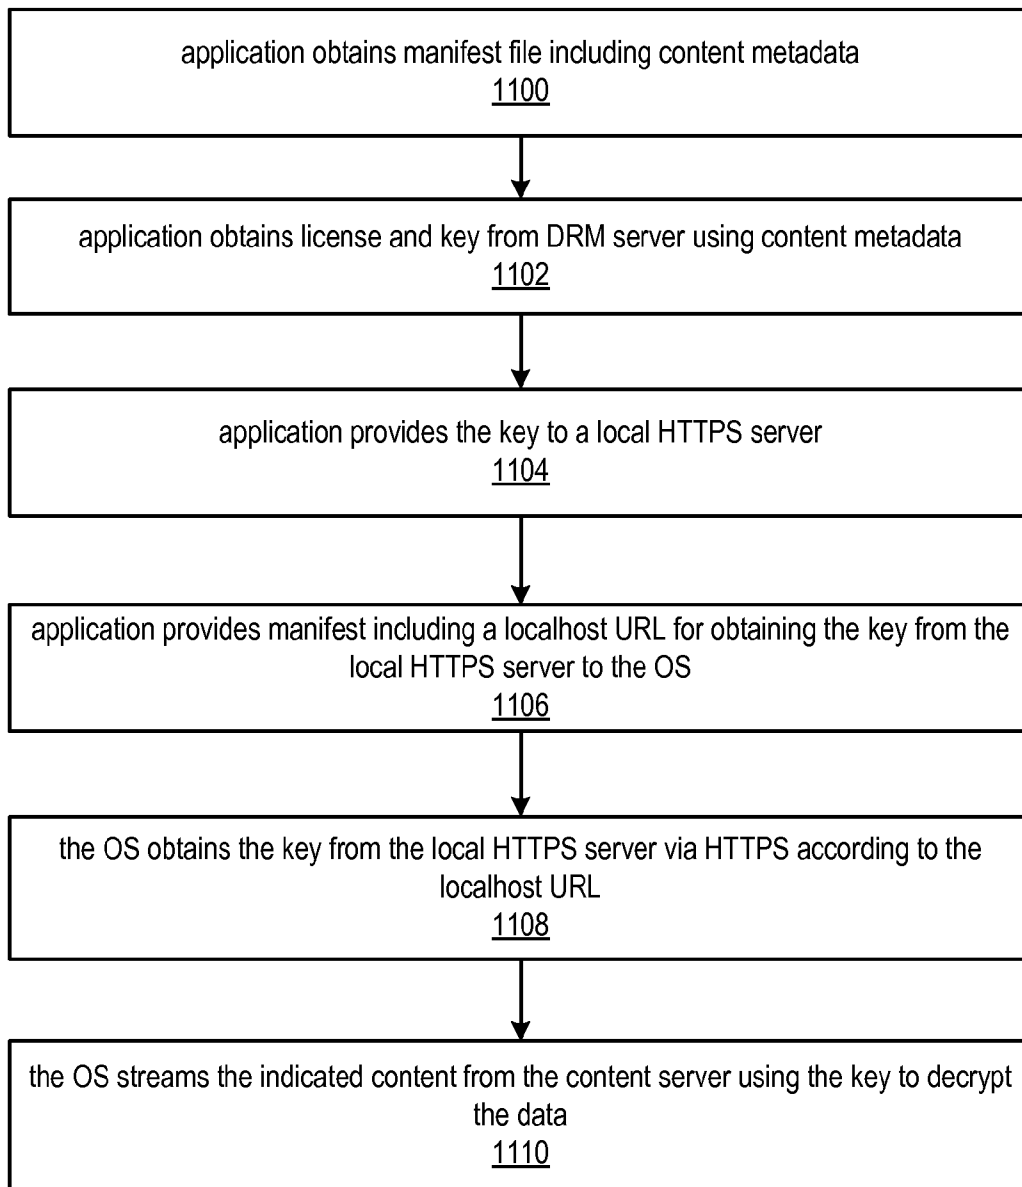 application obtains manifest file including content metadata
1100
application obtains license and key from DRM server using content metadata
1102
application provides the key to a local HTTPS server
1104
application provides manifest including a localhost URL for obtaining the key from the
local HTTPS server to the OS
1106
the OS obtains the key from the local HTTPS server via HTTPS according to the
localhost URL
1108
the OS streams the indicated content from the content server using the key to decrypt
the data
1110